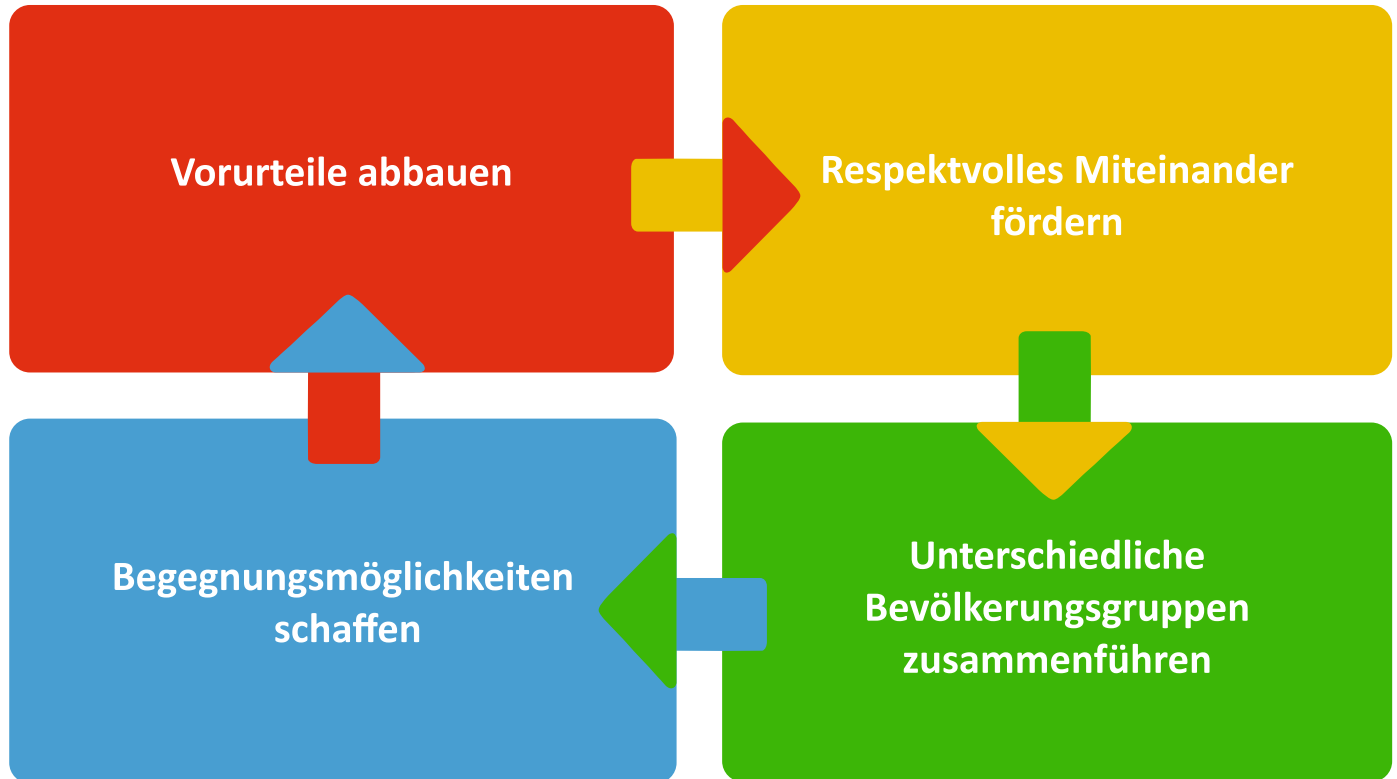 Vorurteile abbauen
Respektvolles Miteinander
fördern
Unterschiedliche
Bevölkerungsgruppen
zusammenführen
Begegnungsmöglichkeiten
schaffen